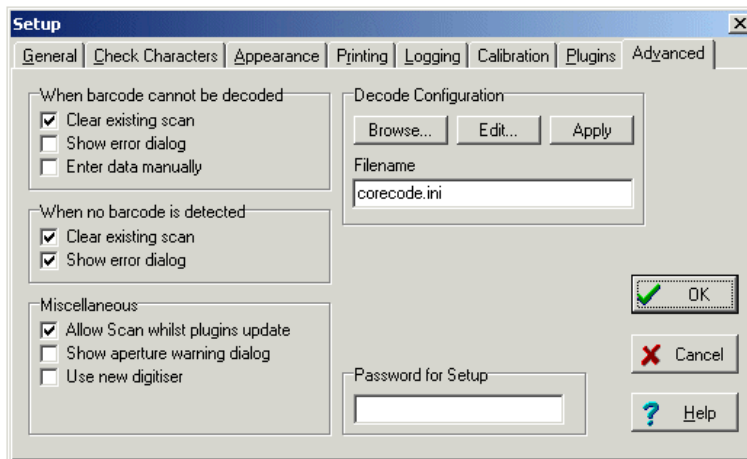 Setup
General Check Characters Appearance Printing Logging Calibration Plugins Advanced
When barcode cannot be decoded
Clear existing scan
Show error dialog
Enter data manually
When no barcode is detected
Clear existing scan
Show error dialog
Miscellaneous
Allow Scan whilst plugins update
Show aperture warning dialog
Use new digitiser
Decode Configuration
Browse... Edit... Apply
Filename
corecode.ini
Password for Setup
OK
Cancel
Help